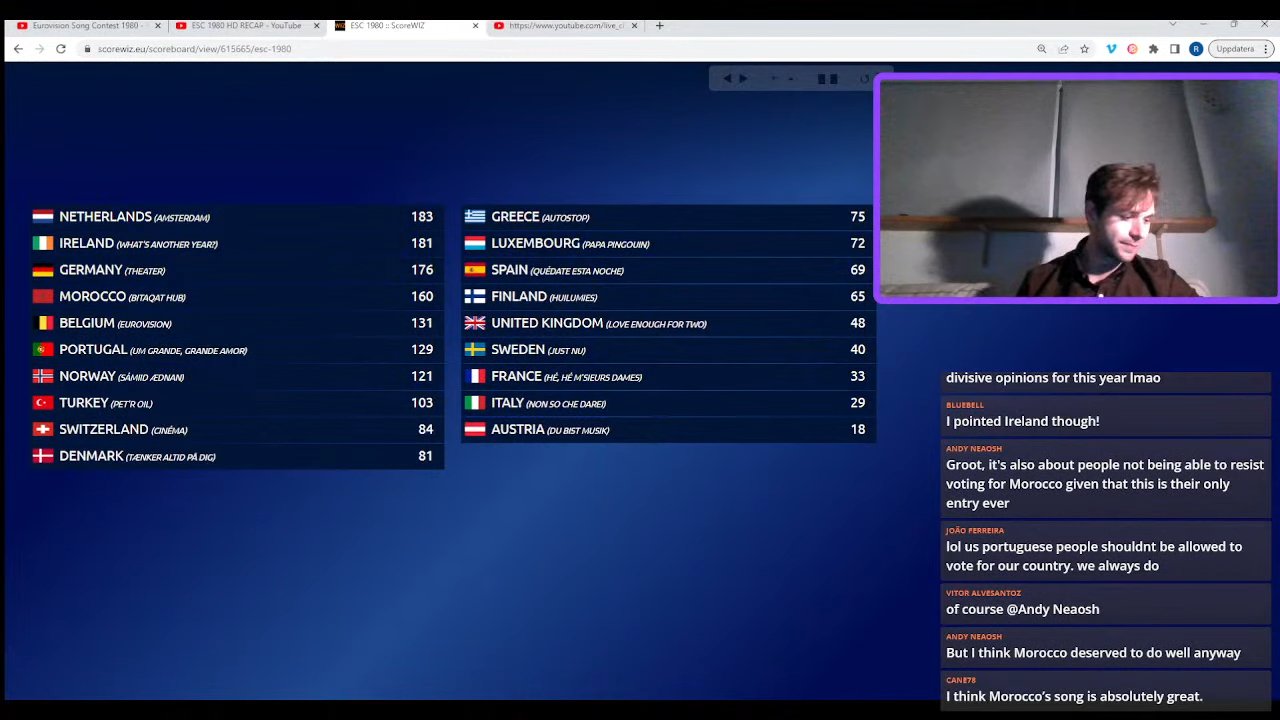 Eurovision Song Contest 1980 -
ESC 1980 HD RECAP - YouTube
ESC 1980 :: ScoreWIZ
https://www.youtube.com/live_cl
scorewiz.eu/scoreboard/view/615665/esc-1980
R
Uppdatera
NETHERLANDS (AMSTERDAM) 183
IRELAND (WHAT'S ANOTHER YEAR?) 181
GERMANY (THEATER) 176
MOROCCO (BITAQAT HUB) 160
BELGIUM (EUROVISION) 131
PORTUGAL (UM GRANDE, GRANDE AMOR) 129
NORWAY (SÁMIID ÆDNAN) 121
TURKEY (PET'R OIL) 103
SWITZERLAND (CINÉMA) 84
DENMARK (TÆNKER ALTID PÅ DIG) 81
GREECE (AUTOSTOP) 75
LUXEMBOURG (PAPA PINGOUIN) 72
SPAIN (QUÉDATE ESTA NOCHE) 69
FINLAND (HUILUMIES) 65
UNITED KINGDOM (LOVE ENOUGH FOR TWO) 48
SWEDEN (JUST NU) 40
FRANCE (HÉ, HÉ M'SIEURS DAMES) 33
ITALY (NON SO CHE DAREI) 29
AUSTRIA (DU BIST MUSIK) 18
divisive opinions for this year lmao
BLUEBELL
I pointed Ireland though!
ANDY NEAOSH
Groot, it's also about people not being able to resist
voting for Morocco given that this is their only
entry ever
JOÃO FERREIRA
lol us portuguese people shouldnt be allowed to
vote for our country. we always do
VITOR ALVESANTOZ
of course @Andy Neaosh
ANDY NEAOSH
But I think Morocco deserved to do well anyway
CANE78
I think Morocco's song is absolutely great.